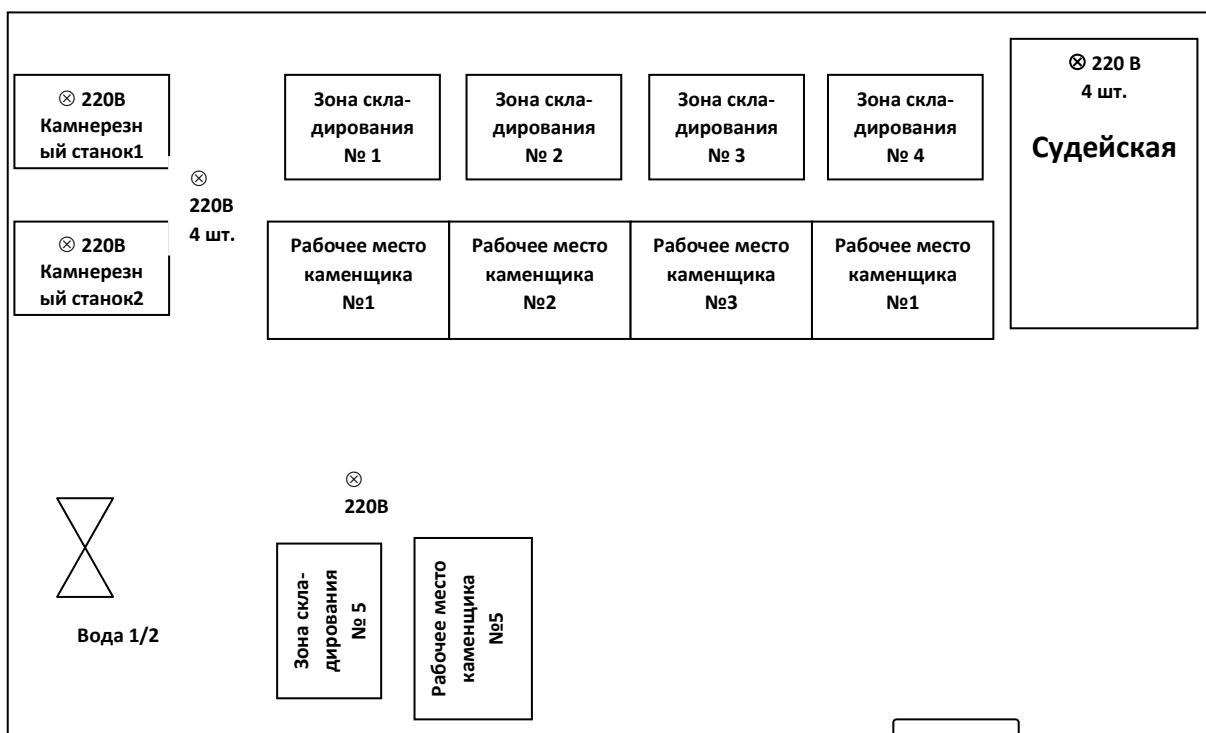 ⊗ 220В
Камнерезн
ый станок1
⊗
220В
4 шт.
Зона скла-
дирования
№ 1
Зона скла-
дирования
№ 2
Зона скла-
дирования
№ 3
Зона скла-
дирования
№ 4
⊗ 220 В
4 шт.
Судейская
⊗ 220В
Камнерезн
ый станок2
Рабочее место
каменщика
№1
Рабочее место
каменщика
№2
Рабочее место
каменщика
№3
Рабочее место
каменщика
№1
⊗
220В
Вода 1/2
Зона скла-
дирования
№ 5
Рабочее место
каменщика
№5